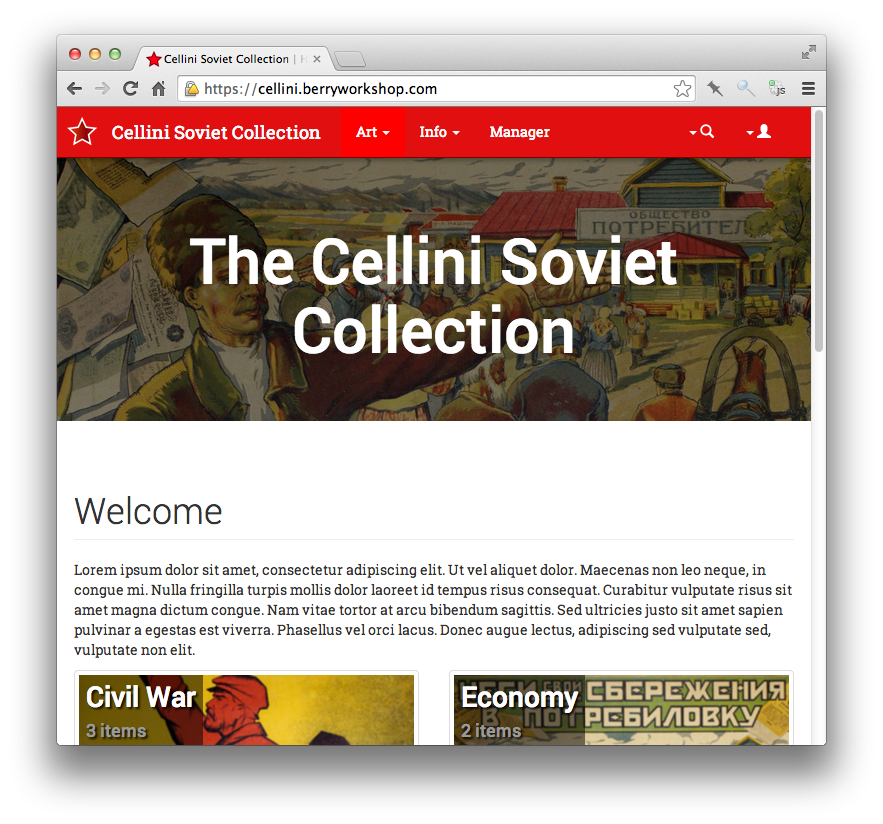 Cellini Soviet Collection | H
https://cellini.berryworkshop.com
js
Cellini Soviet Collection Art Info Manager
ОБЩЕСТВО
ПОТРЕБИТЕЛ
The Cellini Soviet
Collection
Welcome
Lorem ipsum dolor sit amet, consectetur adipiscing elit. Ut vel aliquet dolor. Maecenas non leo neque, in
congue mi. Nulla fringilla turpis mollis dolor laoreet id tempus risus consequat. Curabitur vulputate risus sit
amet magna dictum congue. Nam vitae tortor at arcu bibendum sagittis. Sed ultricies justo sit amet sapien
pulvinar a egestas est viverra. Phasellus vel orci lacus. Donec augue lectus, adipiscing sed vulputate sed,
vulputate non elit.
Civil War
3 items
Economy
2 items
СВОИ СБЕРЕЖЕНИЯ
В ПОТРЕБИЛОВКУ